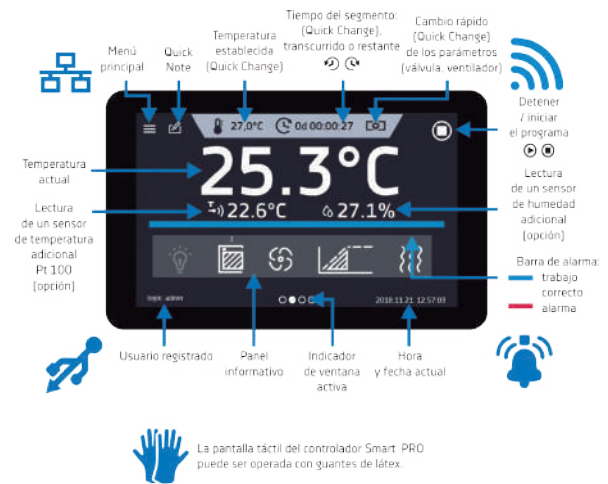 Menú
principal
Quick
Note
Temperatura
establecida
(Quick Change)
Tiempo del segmento:
(Quick Change),
transcurrido o restante
Cambio rápido
(Quick Change)
de los parámetros
(válvula, ventilador)
Detener
/ iniciar
el programa
27,0°C 0d 00:00:27
Temperatura
actual
25.3°C
Lectura
de un sensor
de temperatura
adicional
Pt 100
(opción)
22.6°C 27.1%
Lectura
de un sensor
de humedad
adicional
(opción)
Barra de alarma:
trabajo
correcto
alarma
login: admin
2018.11.21 12:57:03
Usuario registrado
Panel
informativo
Indicador
de ventana
activa
Hora
y fecha actual
La pantalla táctil del controlador Smart PRO
puede ser operada con guantes de látex.